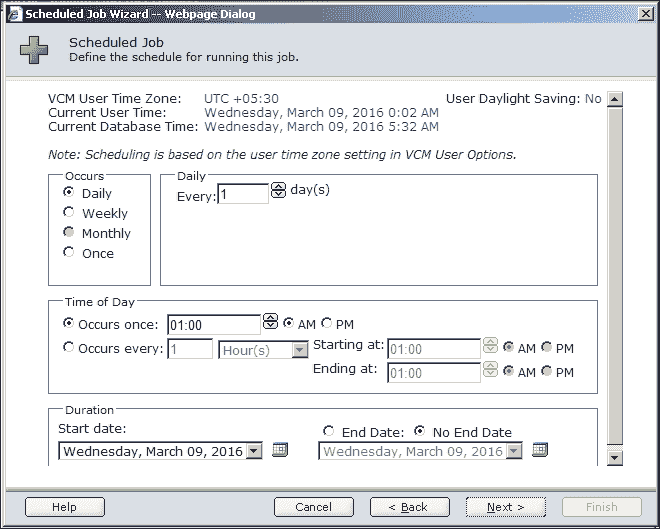 Scheduled Job Wizard -- Webpage Dialog
Scheduled Job
Define the schedule for running this job.
VCM User Time Zone: UTC +05:30 User Daylight Saving: No
Current User Time: Wednesday, March 09, 2016 0:02 AM
Current Database Time: Wednesday, March 09, 2016 5:32 AM
Note: Scheduling is based on the user time zone setting in VCM User Options.
Occurs
Daily
Weekly
Monthly
Once
Daily
Every: 1 day(s)
Time of Day
Occurs once: 01:00 AM PM
Occurs every: 1 Hour(s) Starting at: 01:00 AM PM
Ending at: 01:00 AM PM
Duration
Start date: End Date: No End Date
Wednesday, March 09, 2016 Wednesday, March 09, 2016
Help Cancel < Back Next > Finish